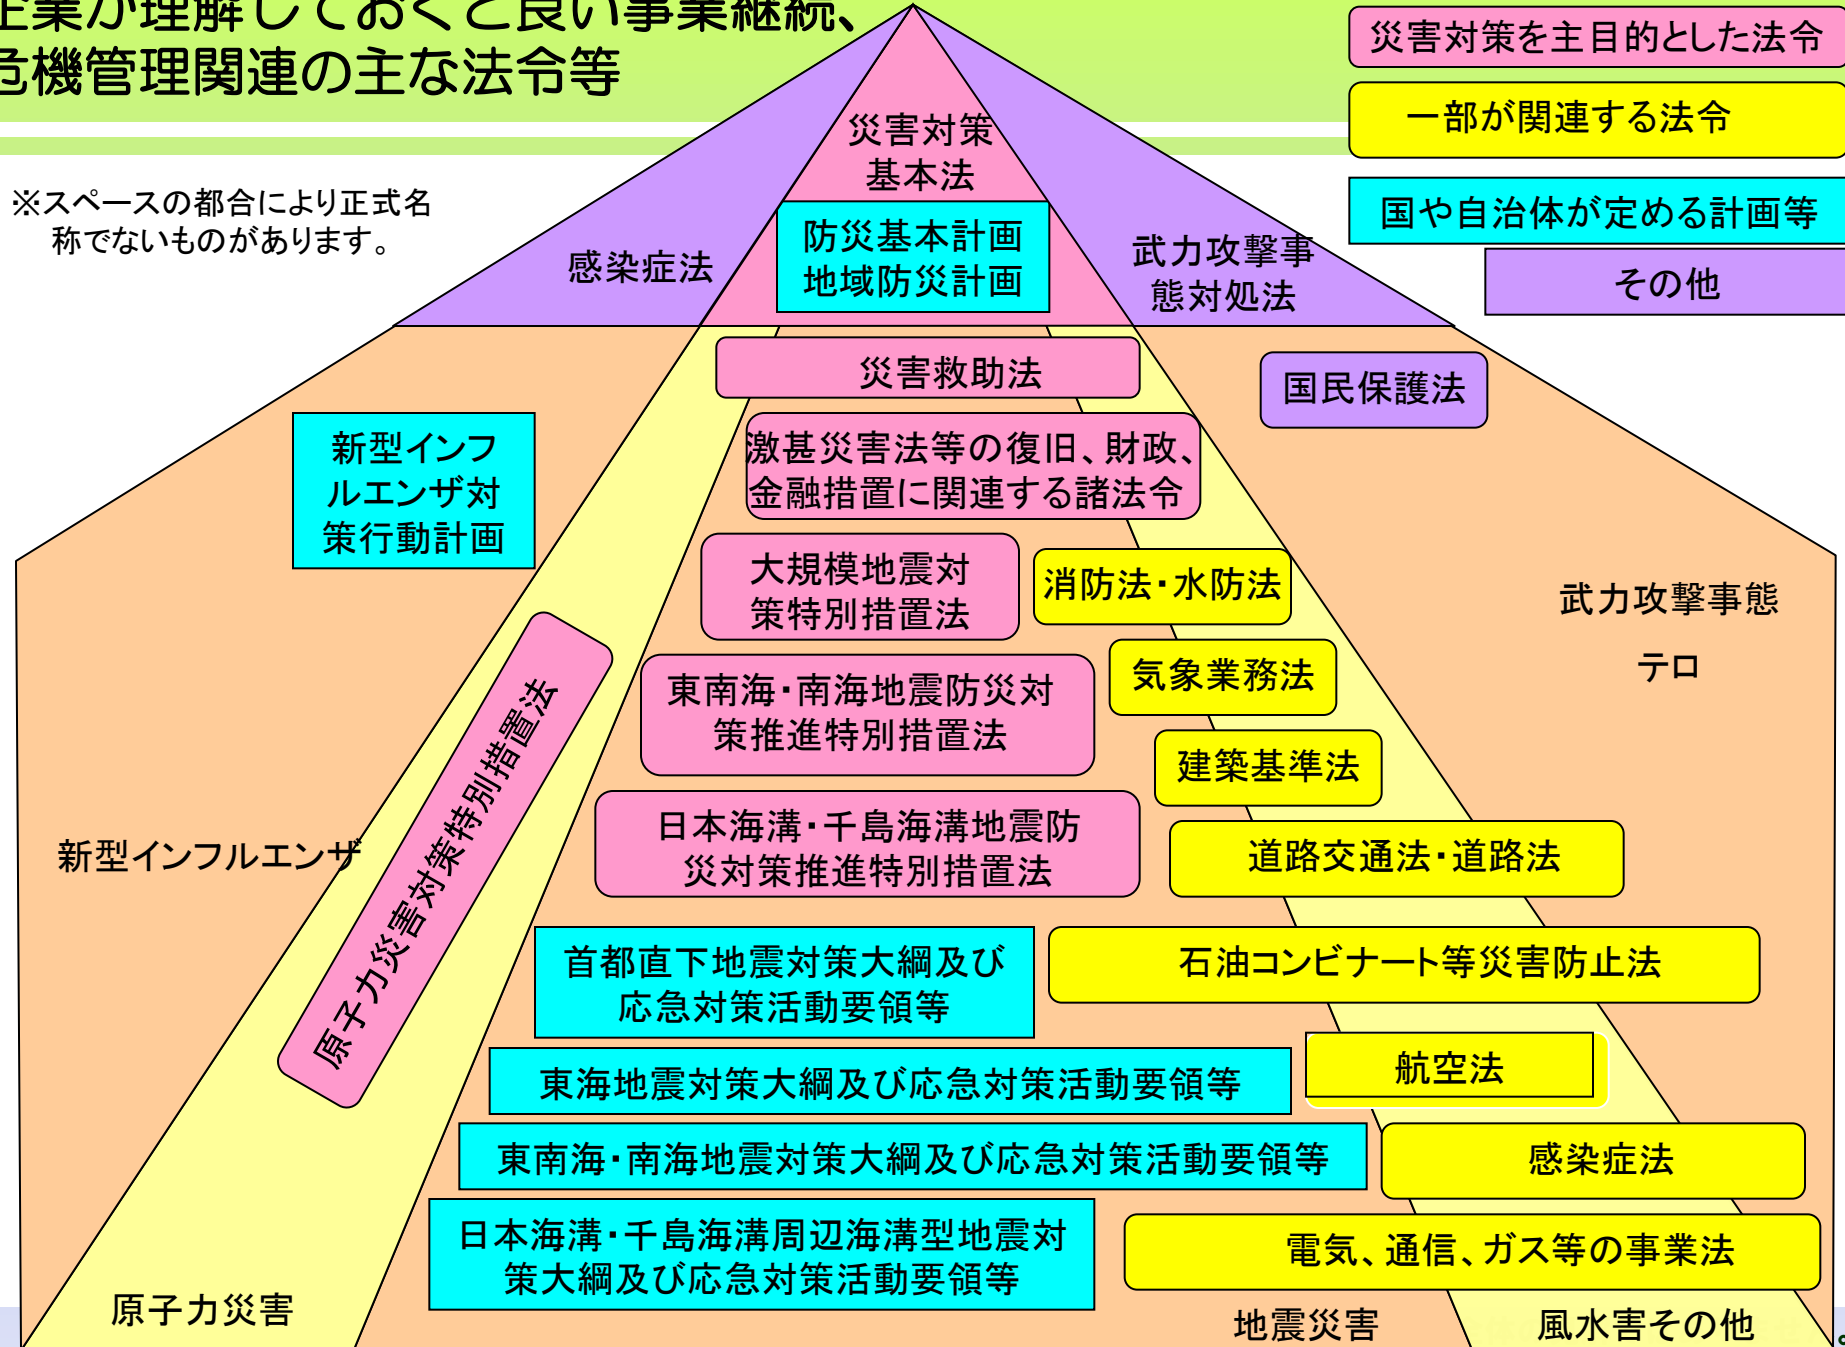 企業が理解しておくと良い事業継続、
危機管理関連の主な法令等
※スペースの都合により正式名
称でないものがあります。
災害対策を主目的とした法令
一部が関連する法令
国や自治体が定める計画等
その他
災害対策
基本法
防災基本計画
地域防災計画
感染症法
武力攻撃事
態対処法
災害救助法
国民保護法
新型インフ
ルエンザ対
策行動計画
激甚災害法等の復旧、財政、
金融措置に関連する諸法令
大規模地震対
策特別措置法
消防法・水防法
武力攻撃事態
テロ
東南海・南海地震防災対
策推進特別措置法
気象業務法
建築基準法
日本海溝・千島海溝地震防
災対策推進特別措置法
道路交通法・道路法
新型インフルエンザ
原子力災害対策特別措置法
首都直下地震対策大綱及び
応急対策活動要領等
石油コンビナート等災害防止法
東海地震対策大綱及び応急対策活動要領等
航空法
東南海・南海地震対策大綱及び応急対策活動要領等
感染症法
日本海溝・千島海溝周辺海溝型地震対
策大綱及び応急対策活動要領等
電気、通信、ガス等の事業法
原子力災害
地震災害
風水害その他